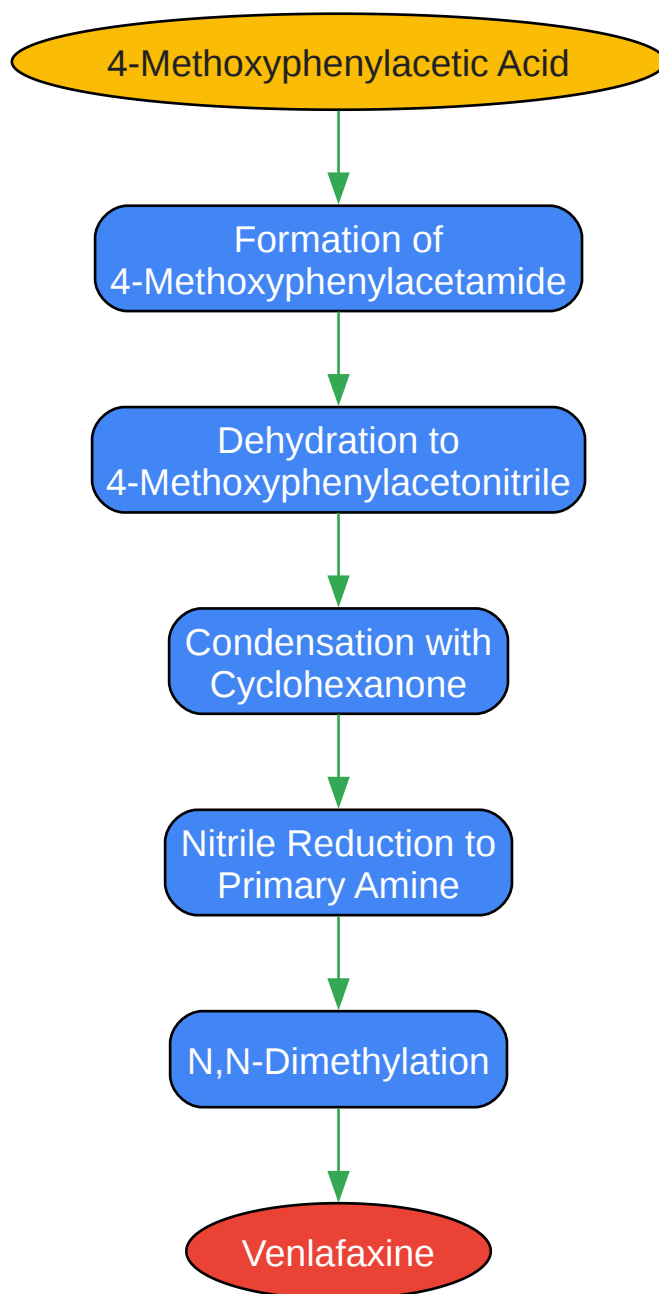 4-Methoxyphenylacetic Acid
Formation of
4-Methoxyphenylacetamide
Dehydration to
4-Methoxyphenylacetonitrile
Condensation with
Cyclohexanone
Nitrile Reduction to
Primary Amine
N,N-Dimethylation
Venlafaxine